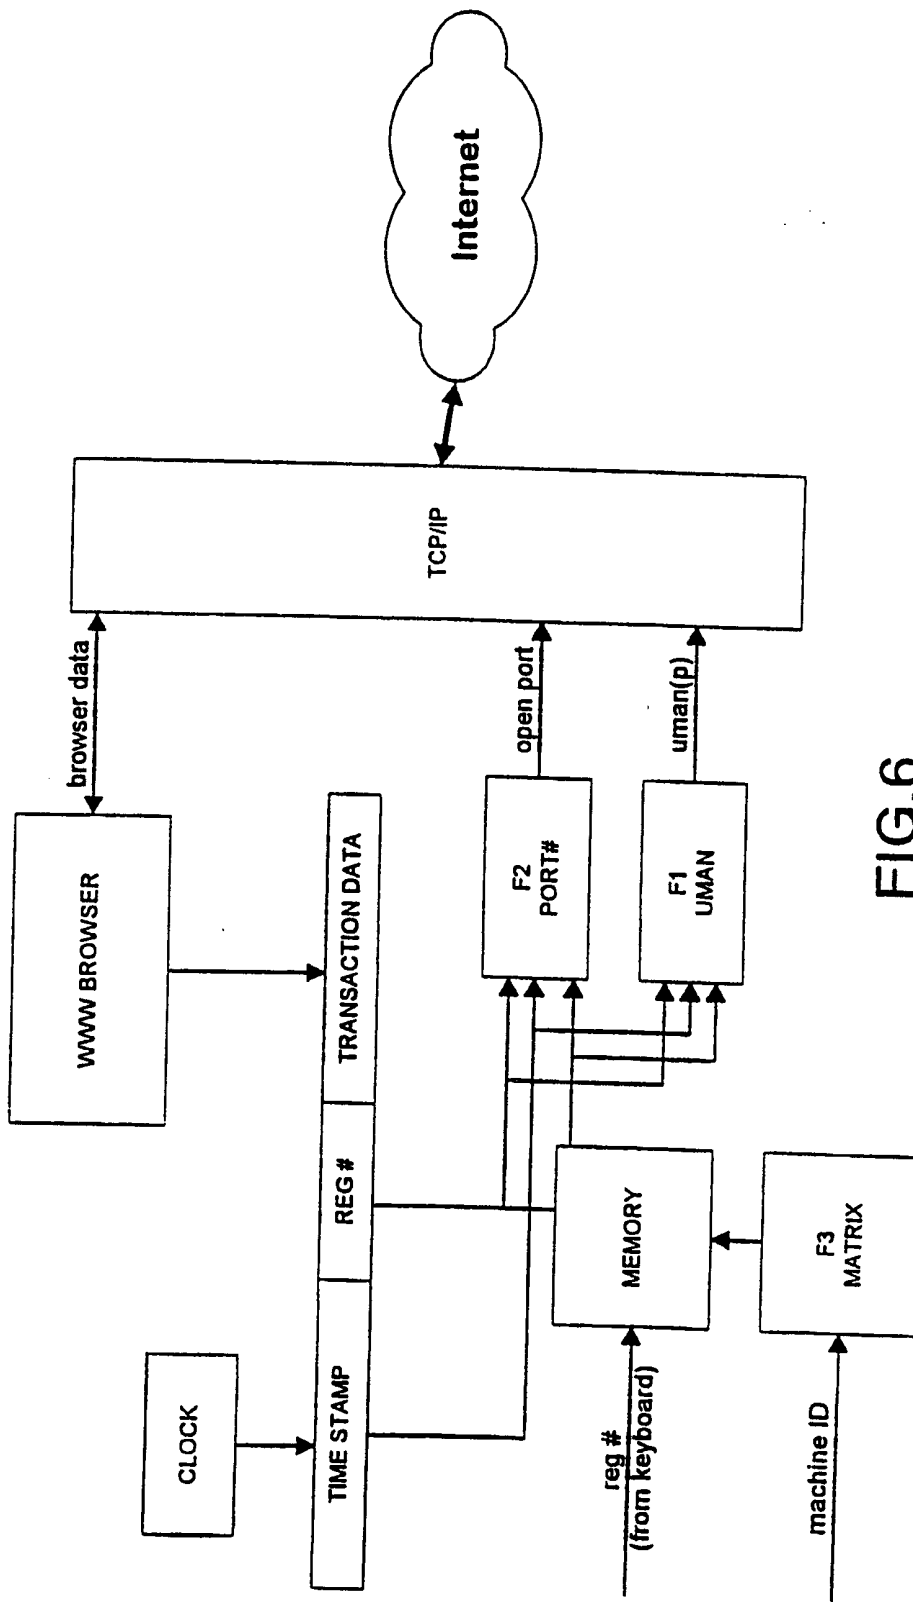 CLOCK
WWW BROWSER
browser data
TIME STAMP
REG #
TRANSACTION DATA
TCP/IP
Internet
reg #
(from keyboard)
MEMORY
F2
PORT#
open port
machine ID
F3
MATRIX
F1
UMAN
uman(p)
FIG.6